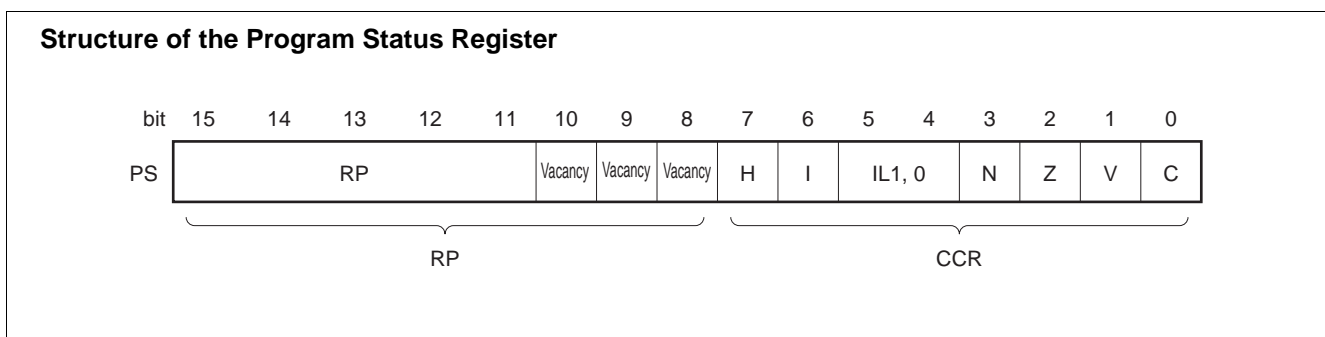 Structure of the Program Status Register
bit 15 14 13 12 11 10 9 8 7 6 5 4 3 2 1 0
PS RP Vacancy Vacancy Vacancy H I IL1, 0 N Z V C
RP CCR